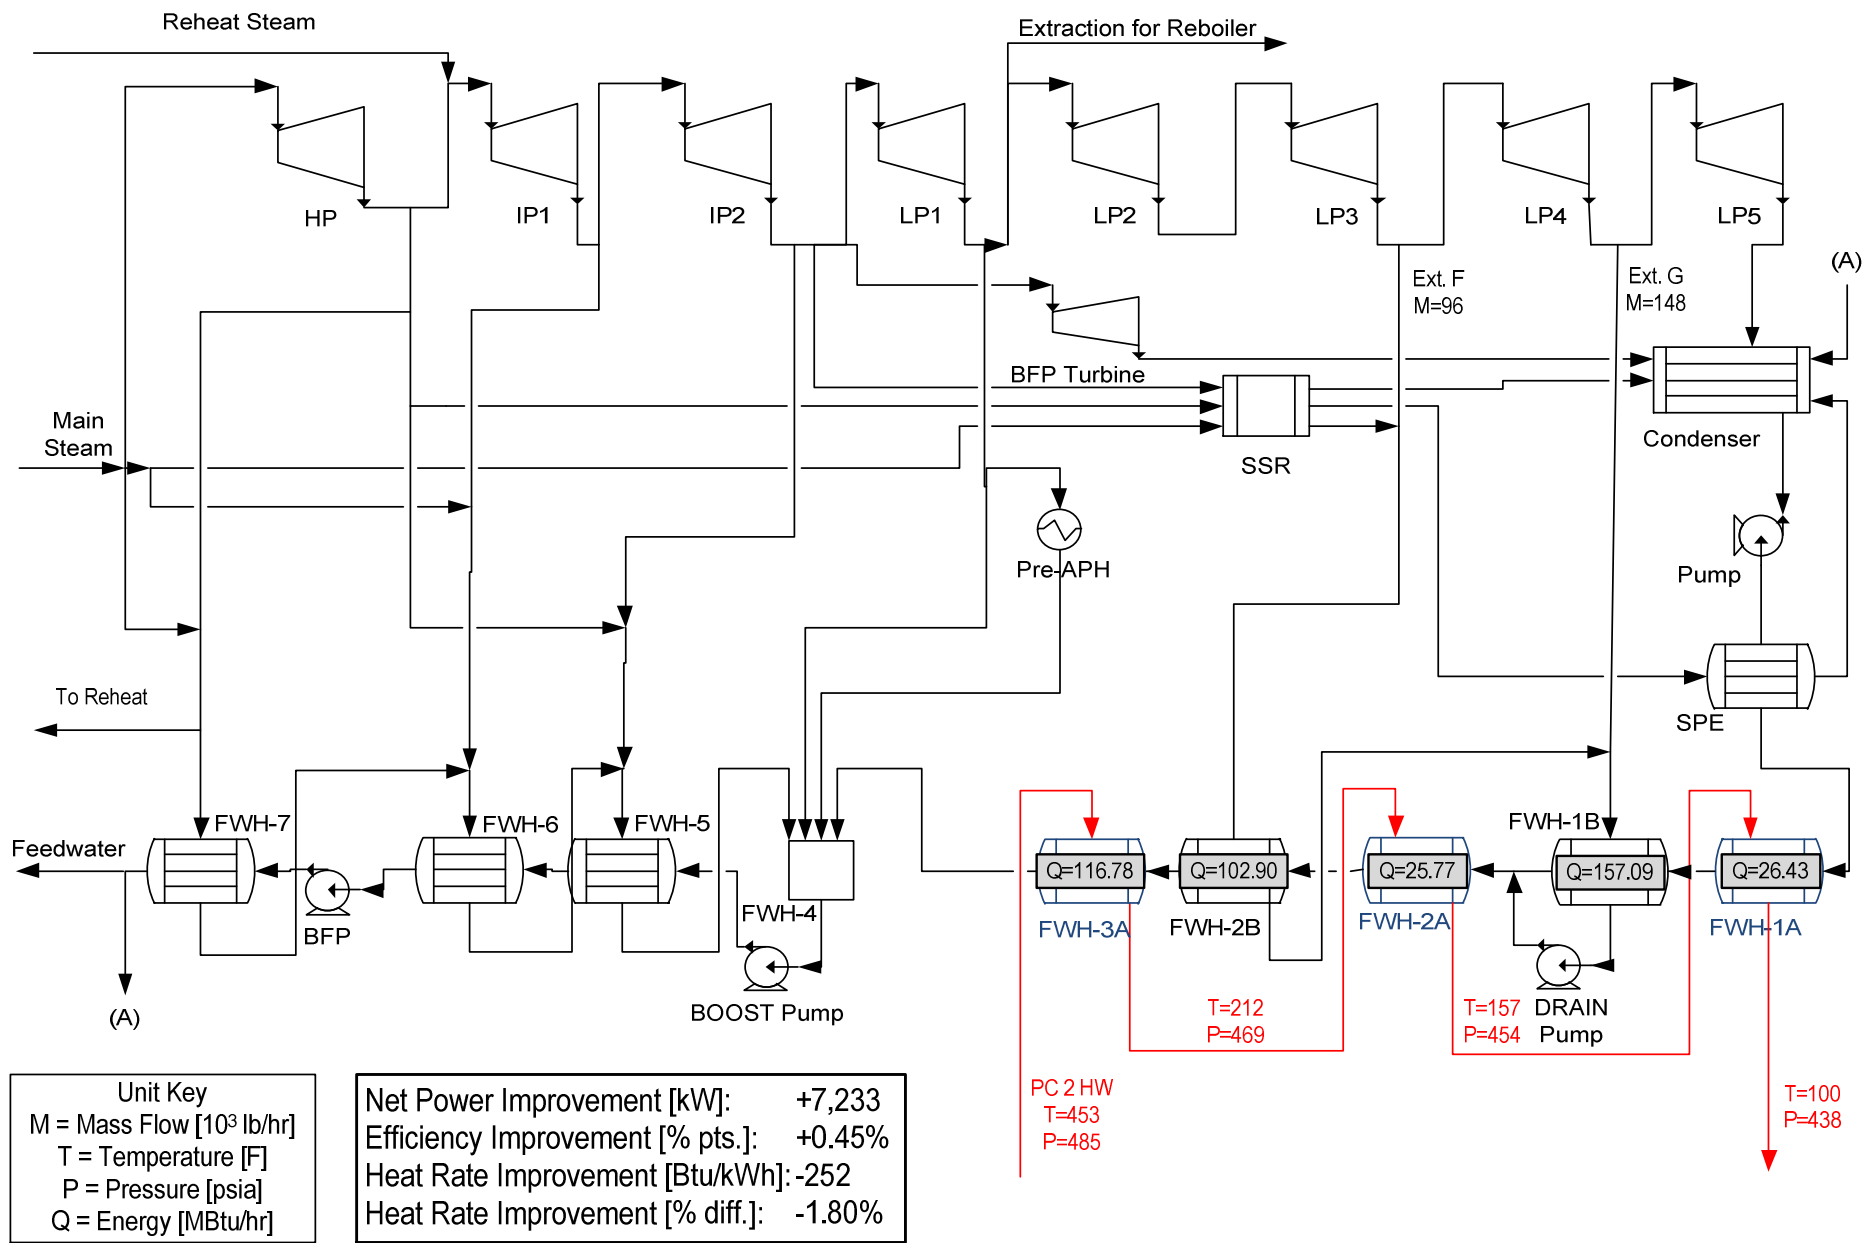 Reheat Steam
Extraction for Reboiler
HP
IP1
IP2
LP1
LP2
LP3
LP4
LP5
(A)
Ext. F
M=96
Ext. G
M=148
BFP Turbine
Main
Steam
SSR
Condenser
Pre-APH
Pump
To Reheat
SPE
FWH-7
FWH-6
FWH-5
FWH-1B
Feedwater
Q=116.78
Q=102.90
Q=25.77
Q=157.09
Q=26.43
FWH-4
FWH-3A
FWH-2B
FWH-2A
FWH-1A
BFP
(A)
BOOST Pump
DRAIN
Pump
T=212
P=469
T=157
P=454
PC 2 HW
T=453
P=485
T=100
P=438
Unit Key
M = Mass Flow [10³ lb/hr]
T = Temperature [F]
P = Pressure [psia]
Q = Energy [MBtu/hr]
Net Power Improvement [kW]: +7,233
Efficiency Improvement [% pts.]: +0.45%
Heat Rate Improvement [Btu/kWh]: -252
Heat Rate Improvement [% diff.]: -1.80%